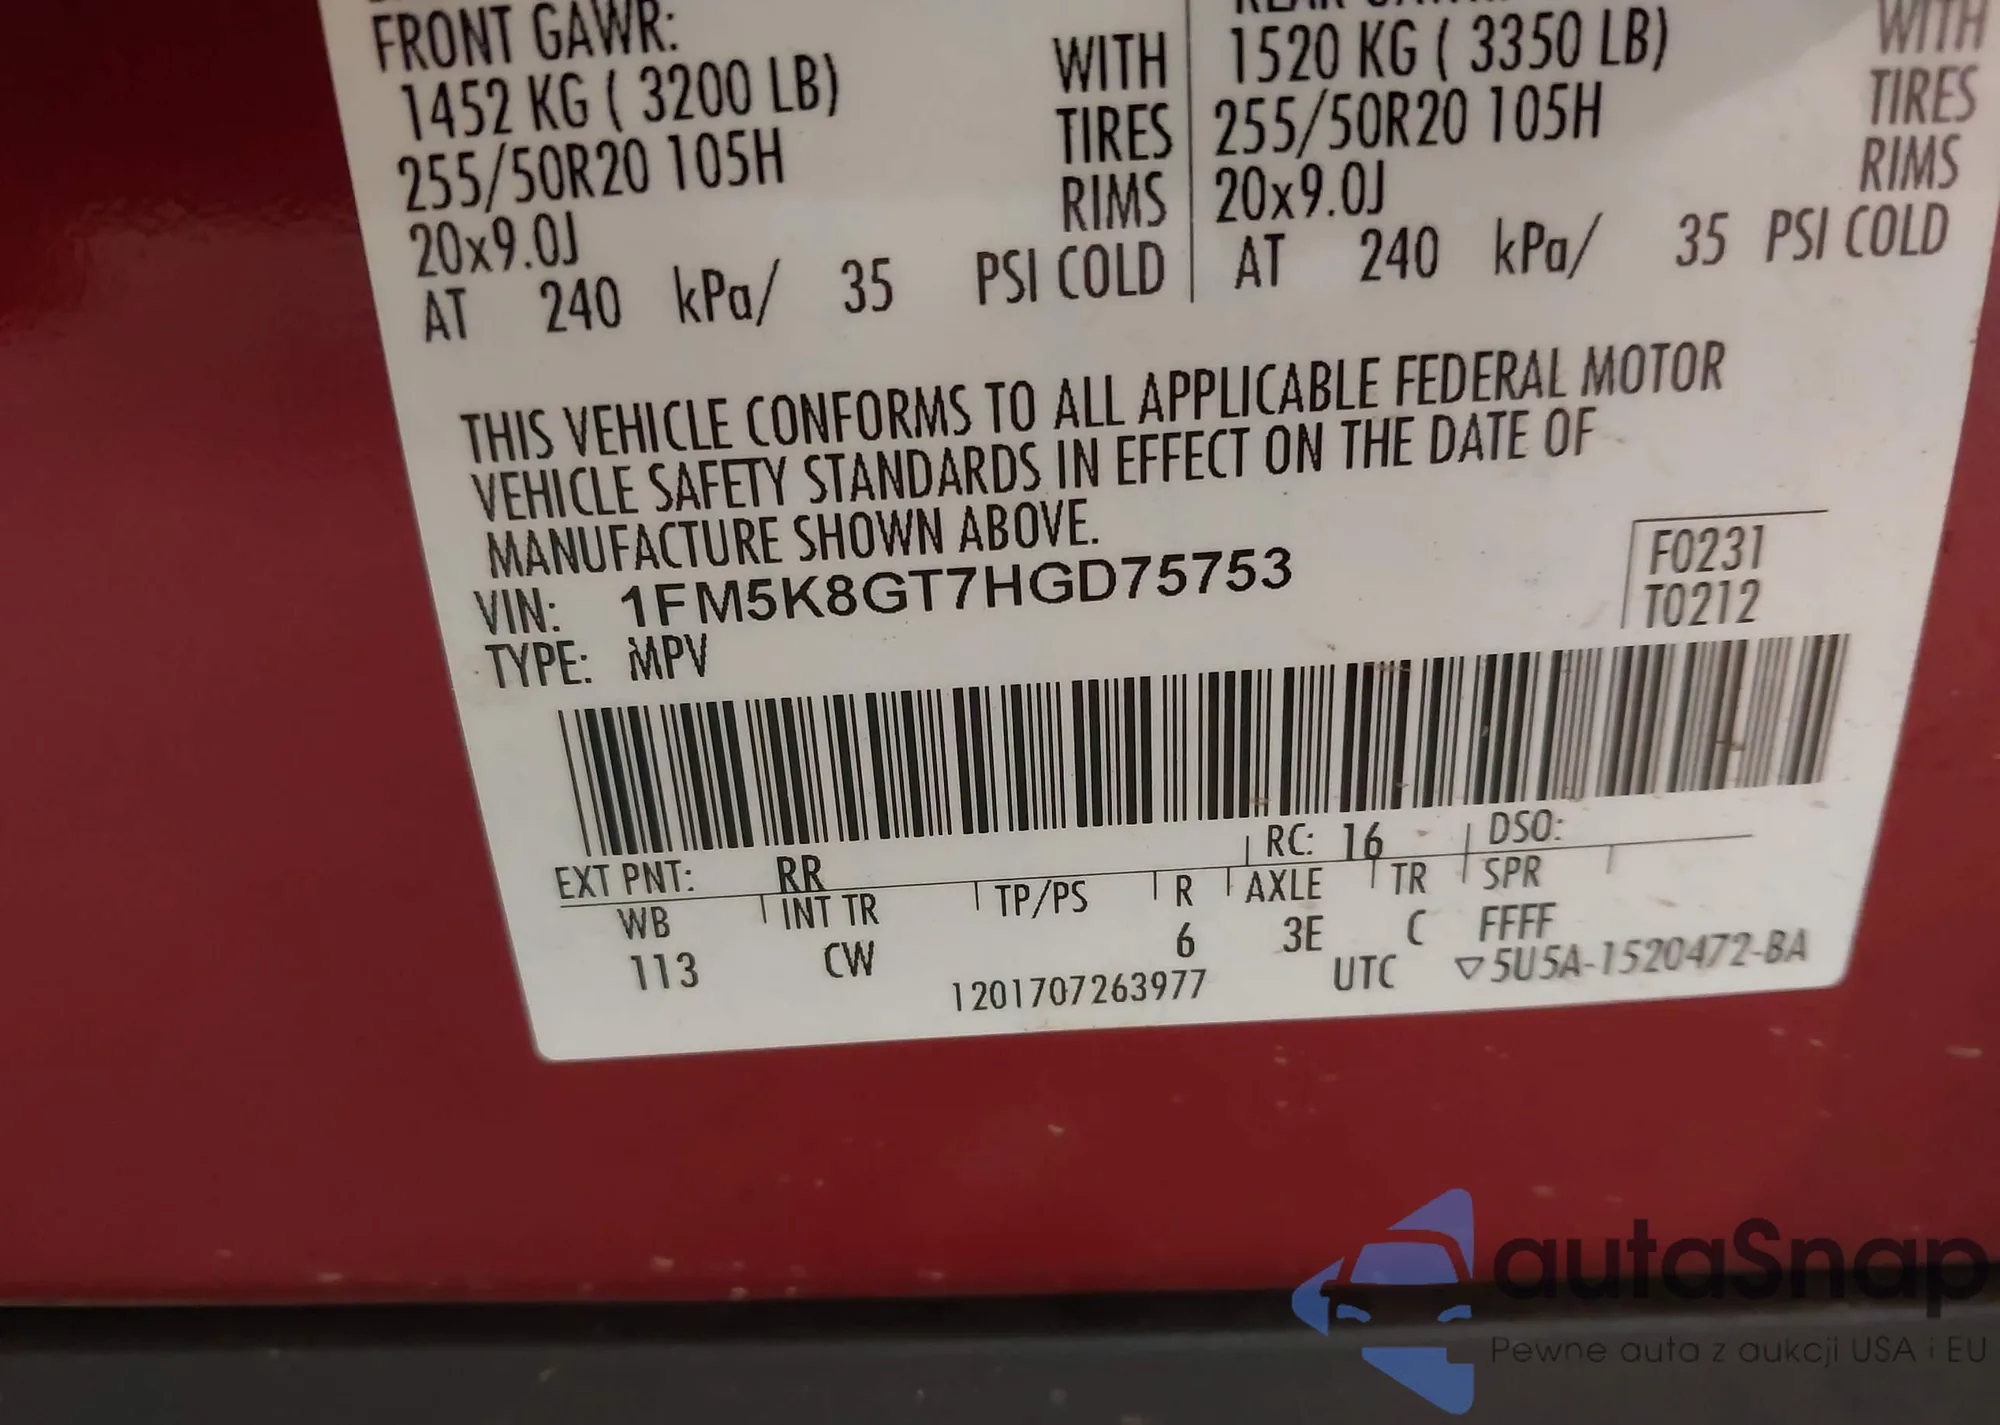 FRONT GAWR:
1452 KG ( 3200 LB) WITH
255/50R20 105H TIRES
20x9.0J RIMS
AT 240 kPa/ 35 PSI COLD
1520 KG ( 3350 LB) WITH
255/50R20 105H TIRES
20x9.0J RIMS
AT 240 kPa/ 35 PSI COLD
THIS VEHICLE CONFORMS TO ALL APPLICABLE FEDERAL MOTOR
VEHICLE SAFETY STANDARDS IN EFFECT ON THE DATE OF
MANUFACTURE SHOWN ABOVE.
VIN: 1FM5K8GT7HGD75753
TYPE: MPV
F0231
T0212
EXT PNT: RR RC: 16 DSO:
WB INT TR TP/PS R AXLE TR SPR
113 CW 6 3E C FFFF
1201707263977 UTC ▽5U5A-1520472-BA
autaSnap
Pewne auta z aukcji USA i EU